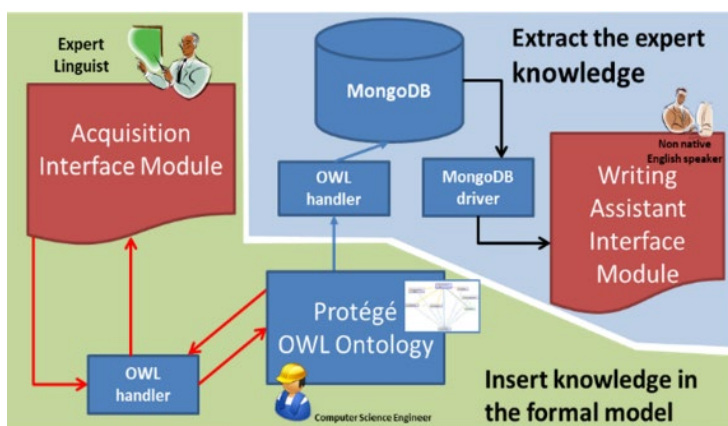 Expert
Linguist
Acquisition
Interface Module
Extract the expert
knowledge
MongoDB
OWL
handler
MongoDB
driver
Non native
English speaker
Writing
Assistant
Interface
Module
Protégé
OWL Ontology
OWL
handler
Computer Science Engineer
Insert knowledge in
the formal model